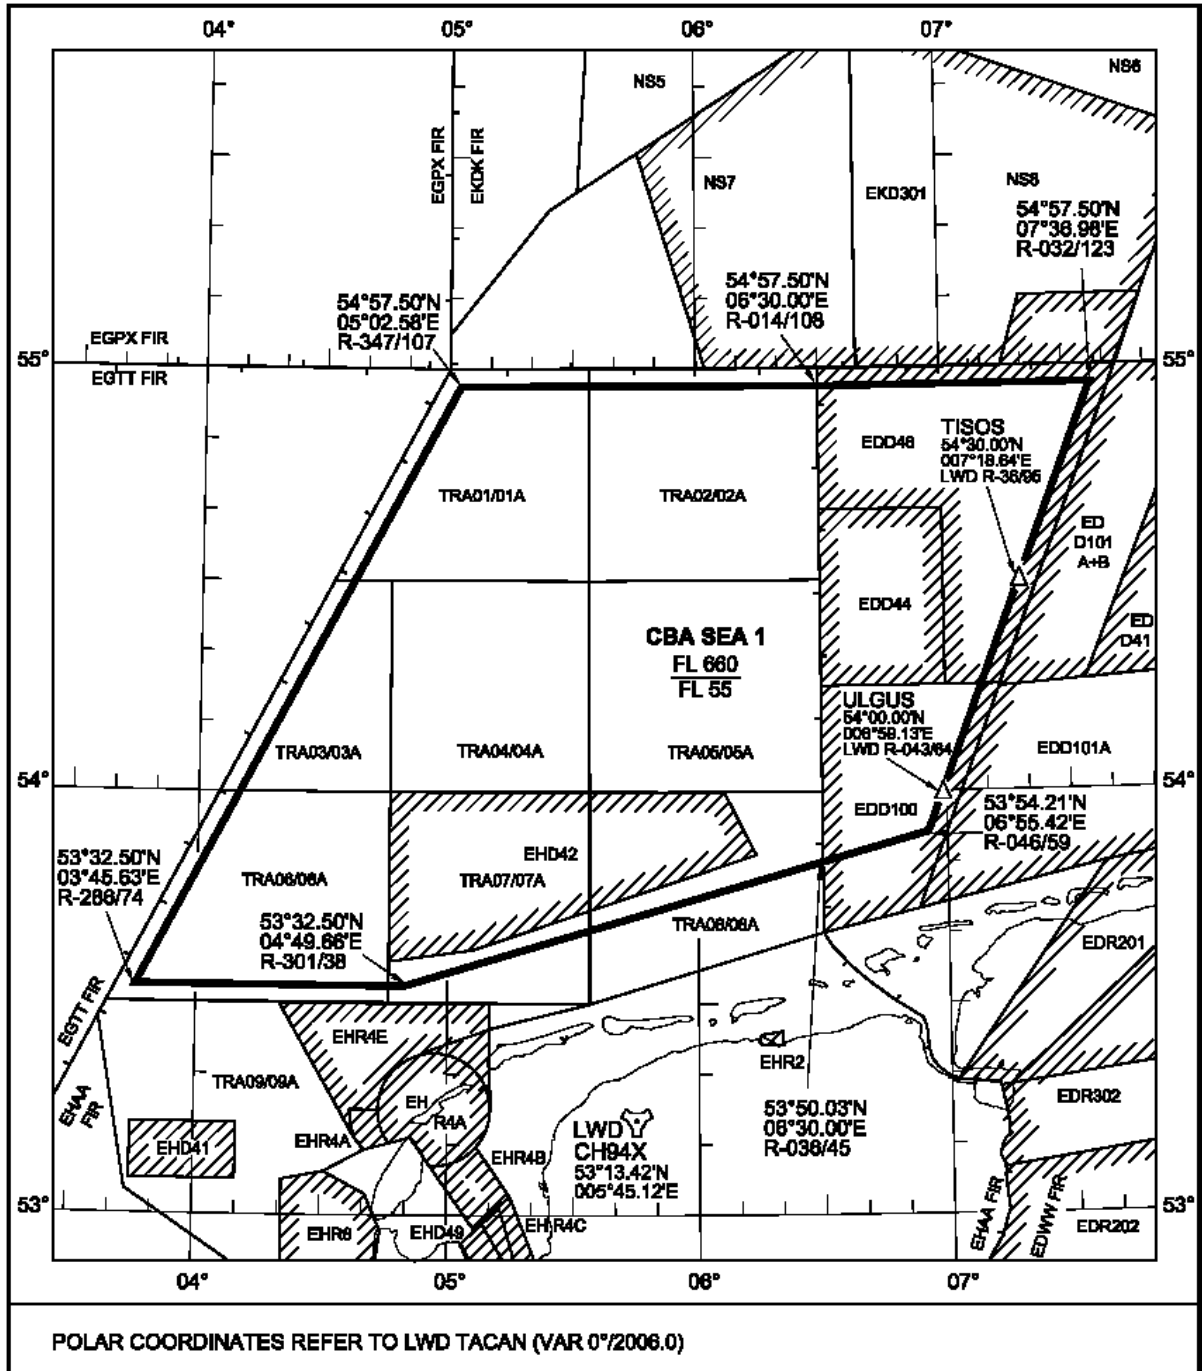 04°
05°
06°
07°
NS5
NS6
EGPX FIR
EKDK FIR
NS7
EKD301
NS8
54°57.50'N
07°36.98'E
R-032/123
54°57.50'N
06°30.00'E
R-014/108
54°57.50'N
05°02.58'E
R-347/107
EGPX FIR
EGTT FIR
55°
55°
EDD46
TISOS
54°30.00'N
007°18.64'E
LWD R-36/95
TRA01/01A
TRA02/02A
ED
D101
A+B
EDD44
ED
D41
CBA SEA 1
FL 660
FL 55
ULGUS
54°00.00'N
006°59.13'E
LWD R-043/64
TRA03/03A
TRA04/04A
TRA05/05A
EDD101A
54°
54°
EDD100
53°54.21'N
06°55.42'E
R-046/59
53°32.50'N
03°45.63'E
R-286/74
EHD42
TRA06/06A
TRA07/07A
53°32.50'N
04°49.66'E
R-301/38
TRA08/08A
EDR201
EGTT FIR
EHAA FIR
EHR4E
EHR2
TRA09/09A
EH
R4A
EDR302
EHR4A
EHD41
LWD
CH94X
53°13.42'N
005°45.12'E
53°50.03'N
06°30.00'E
R-036/45
EHR4B
53°
53°
EHR8
EHD49
EHR4C
EHAA FIR
EDWW FIR
EDR202
04°
05°
06°
07°
POLAR COORDINATES REFER TO LWD TACAN (VAR 0°/2006.0)